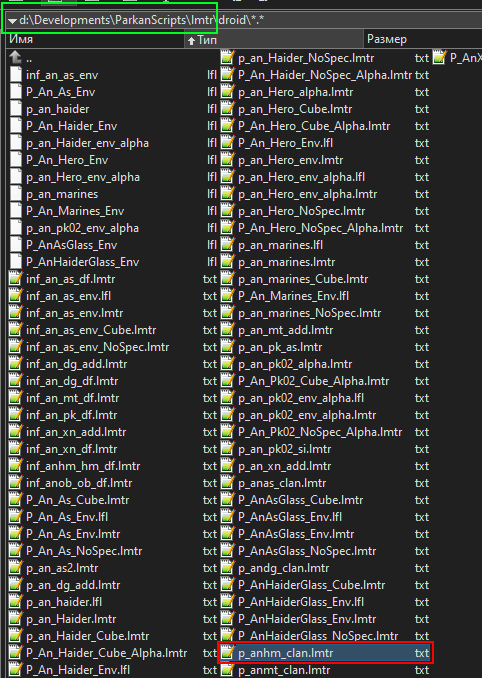 d:\Developments\ParkanScripts\lmtr\droid\*.*
Имя Тип Размер
..
inf_an_as_env lfl
P_An_As_Env lfl
p_an_haider lfl
P_An_Haider_Env lfl
p_an_Haider_env_alpha lfl
P_An_Hero_Env lfl
p_an_Hero_env_alpha lfl
p_an_marines lfl
P_An_Marines_Env lfl
p_an_pk02_env_alpha lfl
P_AnAsGlass_Env lfl
P_AnHaiderGlass_Env lfl
inf_an_as_df.lmtr txt
inf_an_as_env.lfl txt
inf_an_as_env.lmtr txt
inf_an_as_env_Cube.lmtr txt
inf_an_as_env_NoSpec.lmtr txt
inf_an_dg_add.lmtr txt
inf_an_dg_df.lmtr txt
inf_an_mt_df.lmtr txt
inf_an_pk_df.lmtr txt
inf_an_xn_add.lmtr txt
inf_an_xn_df.lmtr txt
inf_anhm_hm_df.lmtr txt
inf_anob_ob_df.lmtr txt
P_An_As_Cube.lmtr txt
P_An_As_Env.lfl txt
P_An_As_Env.lmtr txt
P_An_As_NoSpec.lmtr txt
p_an_as2.lmtr txt
p_an_dg_add.lmtr txt
p_an_haider.lfl txt
p_an_haider.lmtr txt
p_an_Haider_Cube.lmtr txt
P_An_Haider_Cube_Alpha.lmtr txt
P_An_Haider_Env.lfl txt
p_an_Haider_NoSpec.lmtr txt
P_An_Haider_NoSpec_Alpha.lmtr txt
p_an_Hero_alpha.lmtr txt
p_an_Hero_Cube.lmtr txt
P_An_Hero_Cube_Alpha.lmtr txt
P_An_Hero_Env.lfl txt
p_an_Hero_env.lmtr txt
p_an_Hero_env_alpha.lfl txt
p_an_Hero_env_alpha.lmtr txt
p_an_Hero_NoSpec.lmtr txt
P_An_Hero_NoSpec_Alpha.lmtr txt
p_an_marines.lfl txt
p_an_marines.lmtr txt
p_an_marines_Cube.lmtr txt
P_An_Marines_Env.lfl txt
p_an_marines_NoSpec.lmtr txt
p_an_mt_add.lmtr txt
p_an_pk_as.lmtr txt
p_an_pk02_alpha.lmtr txt
P_An_Pk02_Cube_Alpha.lmtr txt
p_an_pk02_env_alpha.lfl txt
p_an_pk02_env_alpha.lmtr txt
P_An_Pk02_NoSpec_Alpha.lmtr txt
p_an_pk02_si.lmtr txt
p_an_xn_add.lmtr txt
p_anas_clan.lmtr txt
P_AnAsGlass_Cube.lmtr txt
P_AnAsGlass_Env.lfl txt
P_AnAsGlass_Env.lmtr txt
P_AnAsGlass_NoSpec.lmtr txt
p_andg_clan.lmtr txt
P_AnHaiderGlass_Cube.lmtr txt
P_AnHaiderGlass_Env.lfl txt
P_AnHaiderGlass_Env.lmtr txt
P_AnHaiderGlass_NoSpec.lmtr txt
p_anhm_clan.lmtr txt
p_anmt_clan.lmtr txt